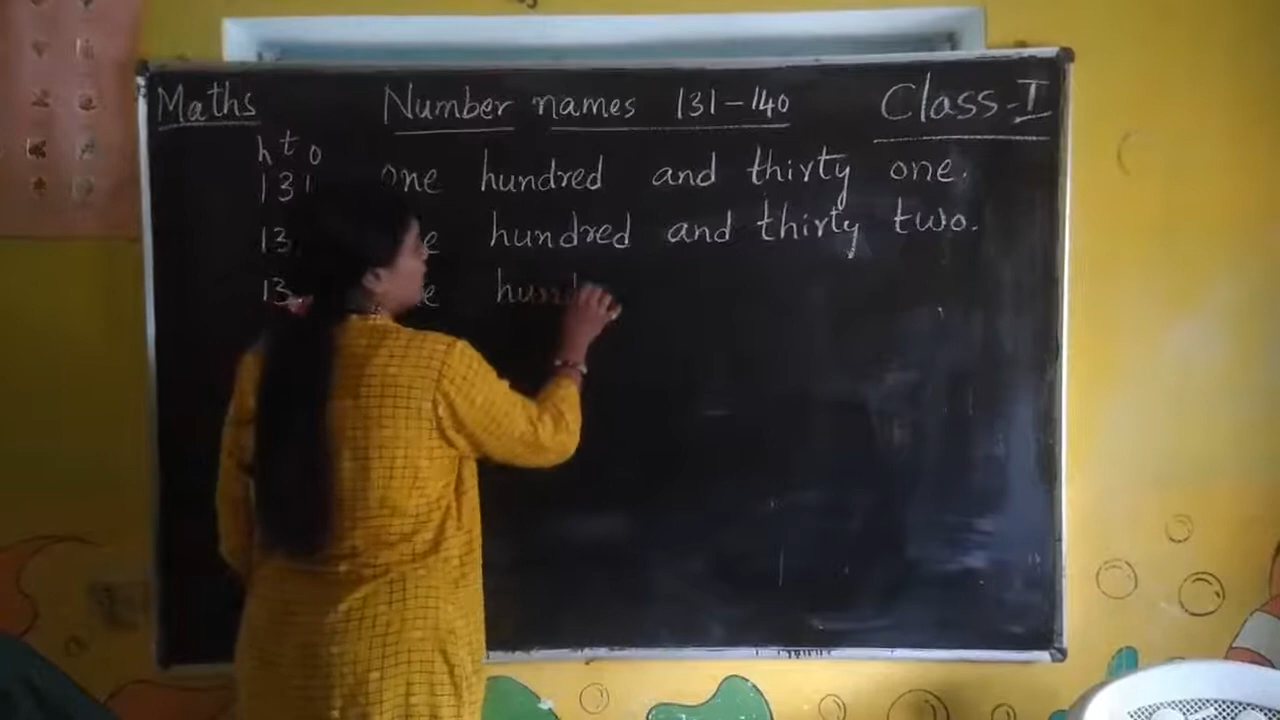 Maths Number names 131-140 Class-I
h t o
131 one hundred and thirty one.
hundred and thirty two.